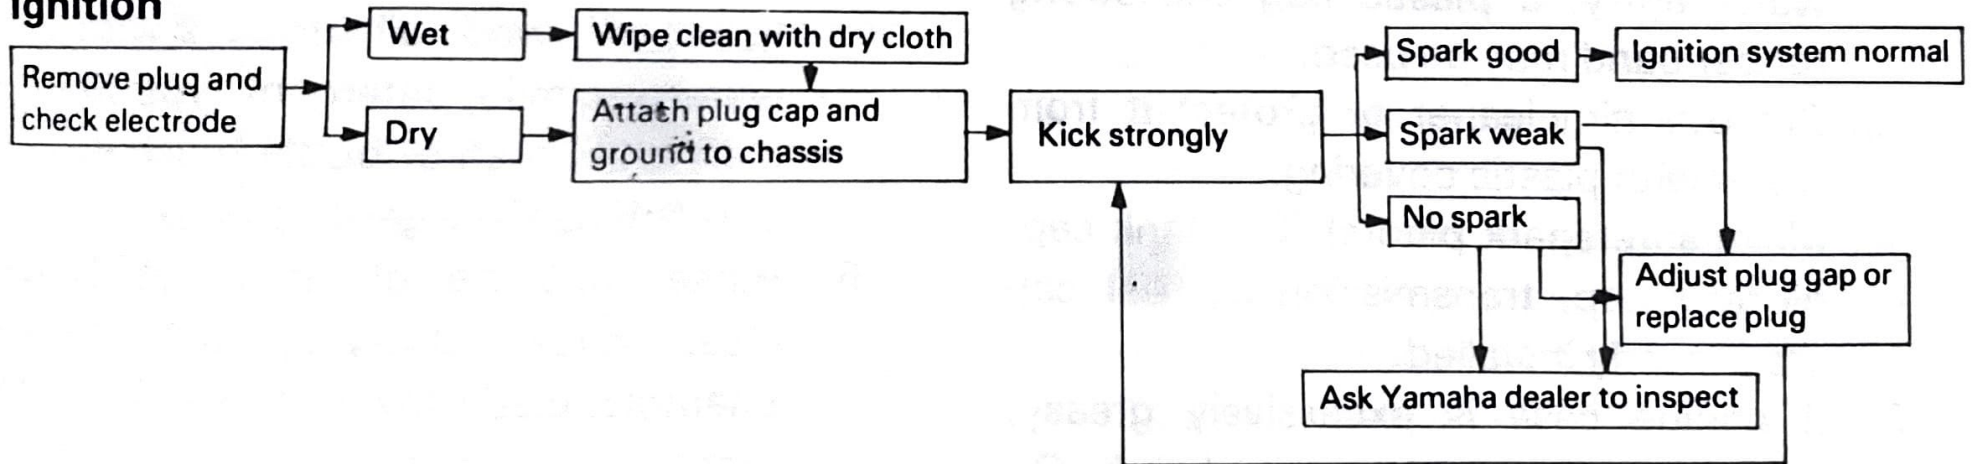 Ignition
Remove plug and
check electrode
Wet
Dry
Wipe clean with dry cloth
Attach plug cap and
ground to chassis
Kick strongly
Spark good
Ignition system normal
Spark weak
No spark
Adjust plug gap or
replace plug
Ask Yamaha dealer to inspect